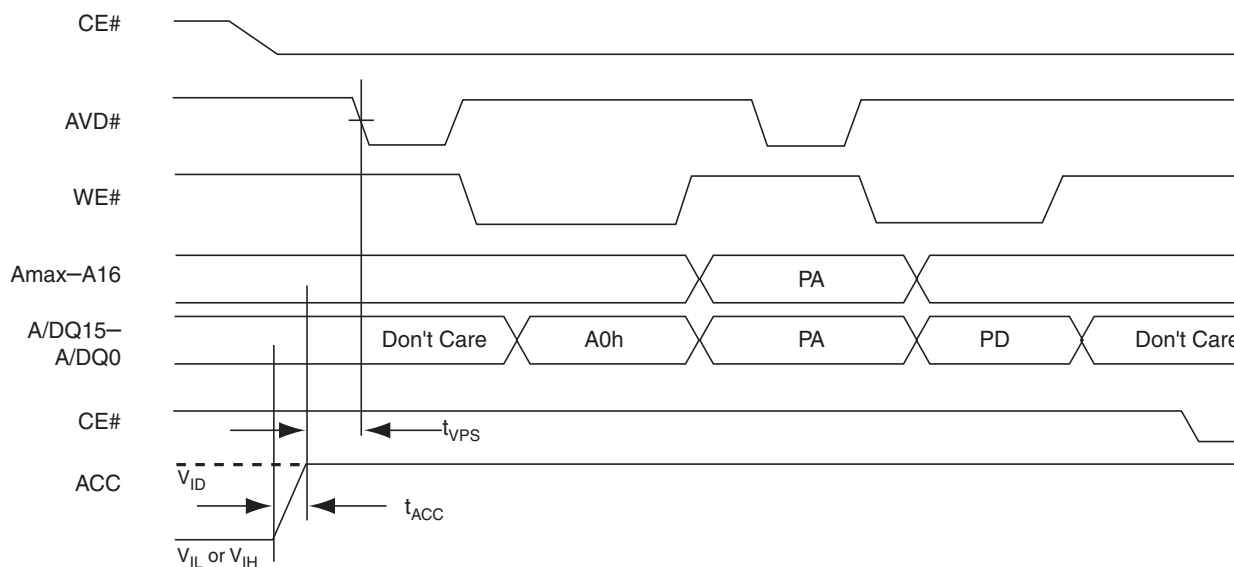 CE#
AVD#
WE#
Amax–A16 PA
A/DQ15–
A/DQ0 Don't Care A0h PA PD Don't Care
CE#
tVPS
ACC
VID
tACC
VIL or VIH